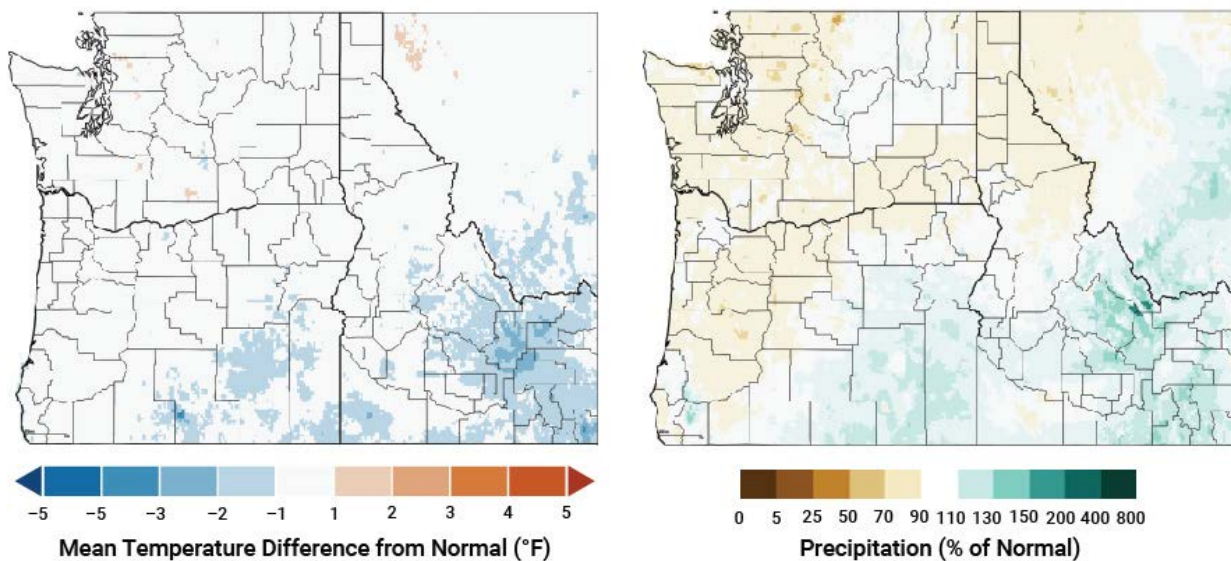 −5 −5 −3 −2 −1 1 2 3 4 5
Mean Temperature Difference from Normal (°F)
0 5 25 50 70 90 110 130 150 200 400 800
Precipitation (% of Normal)